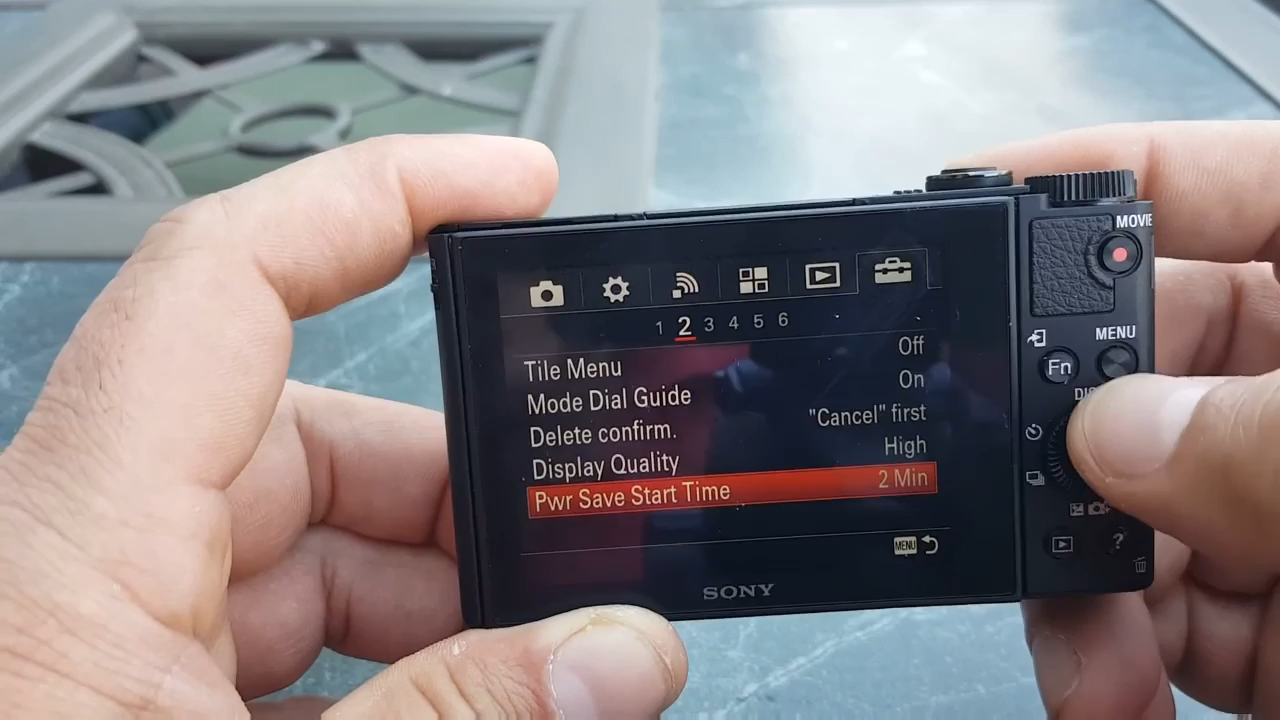 MOVIE
1 2 3 4 5 6
Tile Menu Off
Mode Dial Guide On
Delete confirm. "Cancel" first
Display Quality High
Pwr Save Start Time 2 Min
MENU
SONY
MENU
Fn
?